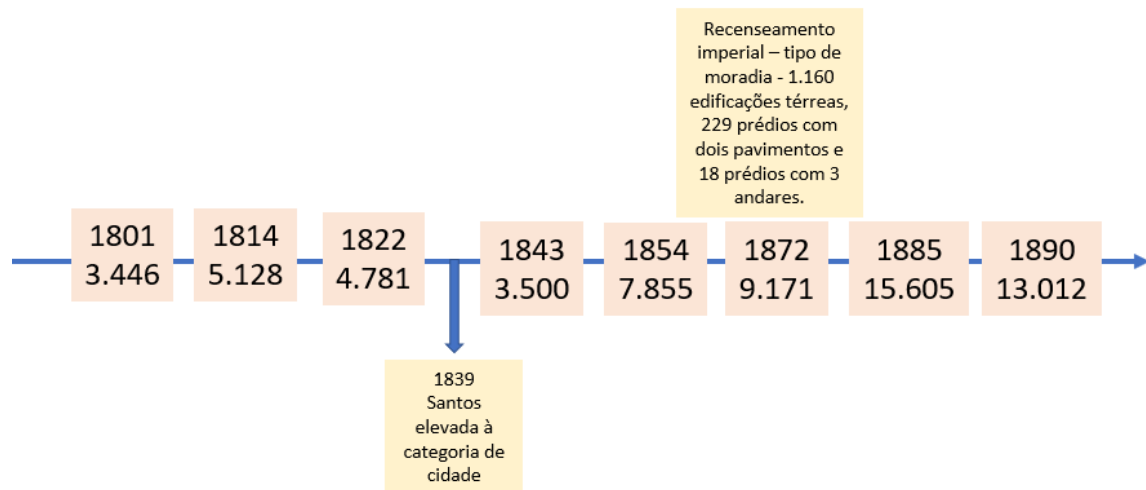 Recenseamento
imperial – tipo de
moradia - 1.160
edificações térreas,
229 prédios com
dois pavimentos e
18 prédios com 3
andares.
1801
3.446
1814
5.128
1822
4.781
1843
3.500
1854
7.855
1872
9.171
1885
15.605
1890
13.012
1839
Santos
elevada à
categoria de
cidade